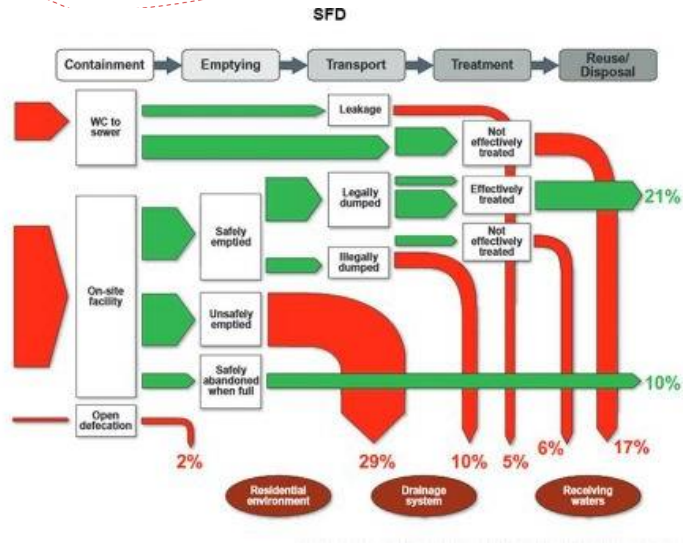 SFD
Containment
Emptying
Transport
Treatment
Reuse/
Disposal
WC to
sewer
Leakage
Not
effectively
treated
Legally
dumped
Effectively
treated
21%
Safely
emptied
Illegally
dumped
Not
effectively
treated
On-site
facility
Unsafely
emptied
Safely
abandoned
when full
10%
Open
defecation
2%
29%
10%
5%
6%
17%
Residential
environment
Drainage
system
Receiving
waters